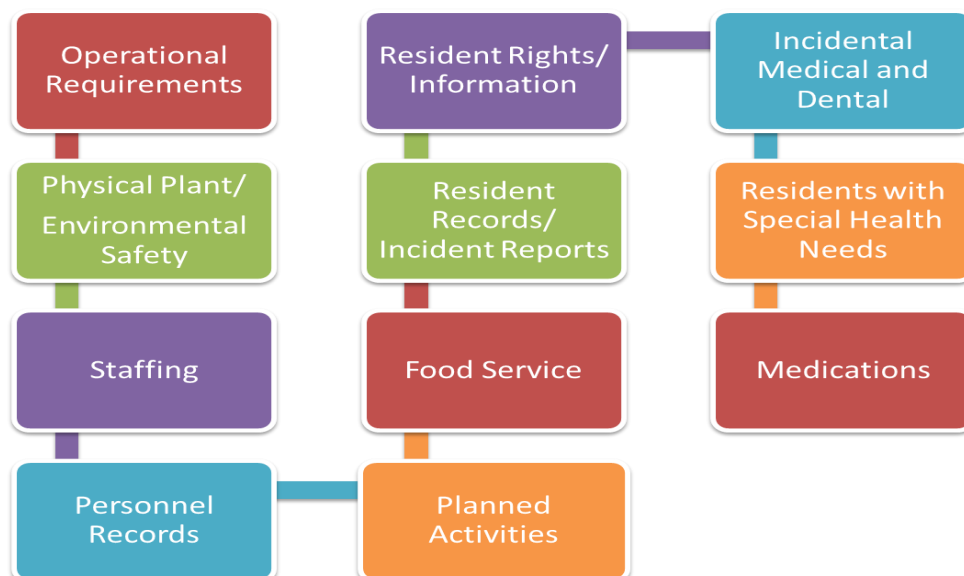 Operational
Requirements
Physical Plant/
Environmental
Safety
Staffing
Personnel
Records
Planned
Activities
Food Service
Resident
Records/
Incident Reports
Resident Rights/
Information
Incidental
Medical and
Dental
Residents with
Special Health
Needs
Medications